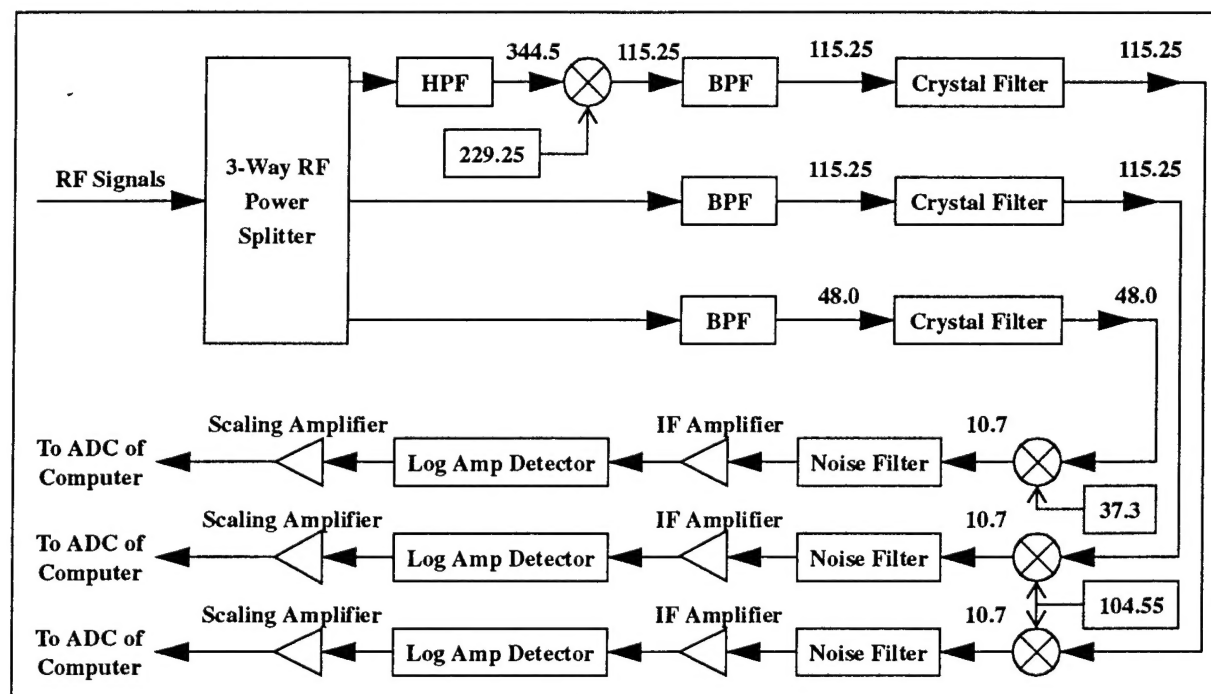 344.5 115.25 115.25 115.25
HPF BPF Crystal Filter
229.25
RF Signals
3-Way RF
Power
Splitter
115.25 115.25
BPF Crystal Filter
48.0 48.0
BPF Crystal Filter
Scaling Amplifier IF Amplifier 10.7
To ADC of
Computer
Log Amp Detector Noise Filter
37.3
Scaling Amplifier IF Amplifier 10.7
To ADC of
Computer
Log Amp Detector Noise Filter
104.55
Scaling Amplifier IF Amplifier 10.7
To ADC of
Computer
Log Amp Detector Noise Filter